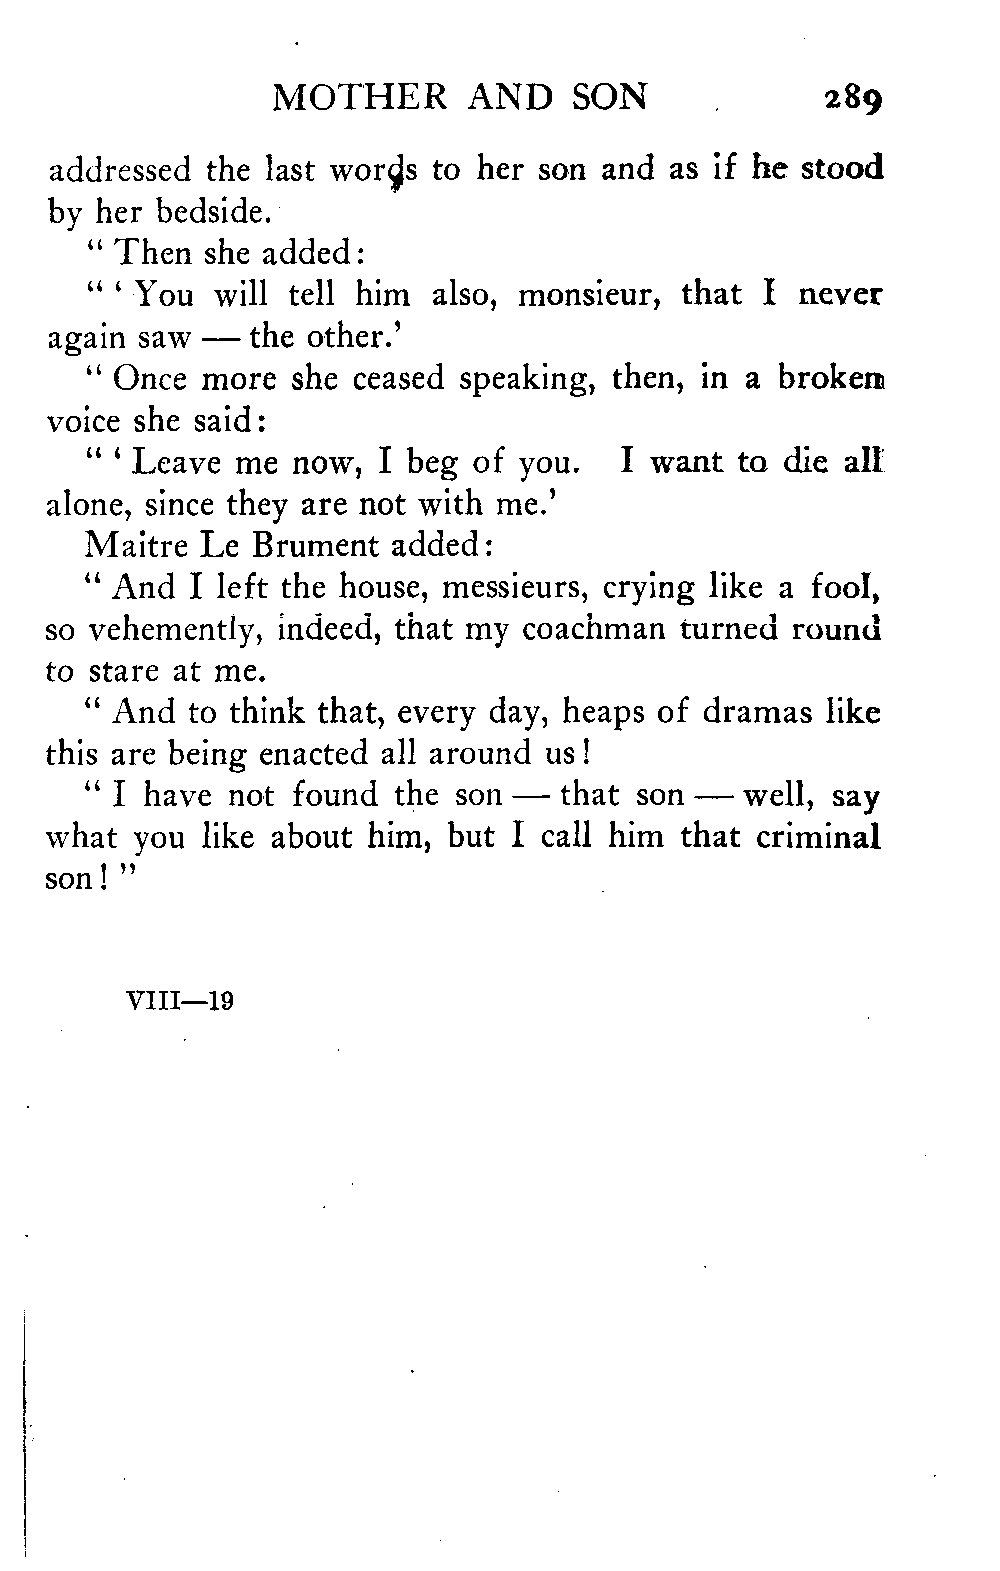 MOTHER AND SON 289
addressed the last words to her son and as if he stood
by her bedside.
" Then she added:
" ' You will tell him also, monsieur, that I never
again saw — the other.'
" Once more she ceased speaking, then, in a broken
voice she said:
" ' Leave me now, I beg of you. I want to die all
alone, since they are not with me.'
Maitre Le Brument added:
" And I left the house, messieurs, crying like a fool,
so vehemently, indeed, that my coachman turned round
to stare at me.
" And to think that, every day, heaps of dramas like
this are being enacted all around us!
" I have not found the son — that son — well, say
what you like about him, but I call him that criminal
son! "
VIII—19